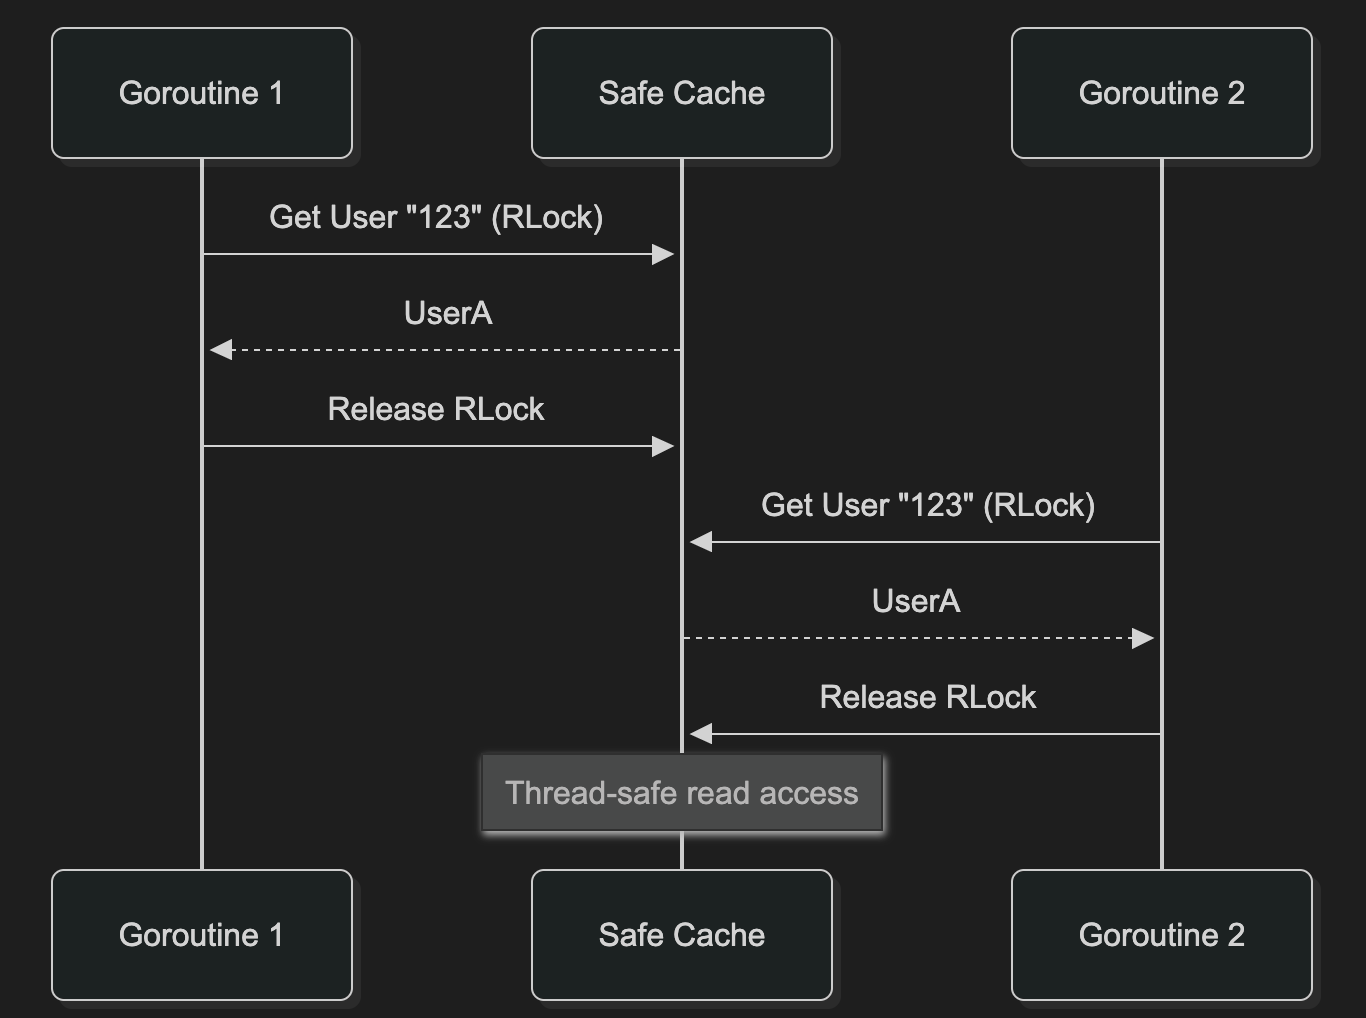 Goroutine 1
Safe Cache
Goroutine 2
Get User "123" (RLock)
UserA
Release RLock
Get User "123" (RLock)
UserA
Release RLock
Thread-safe read access
Goroutine 1
Safe Cache
Goroutine 2